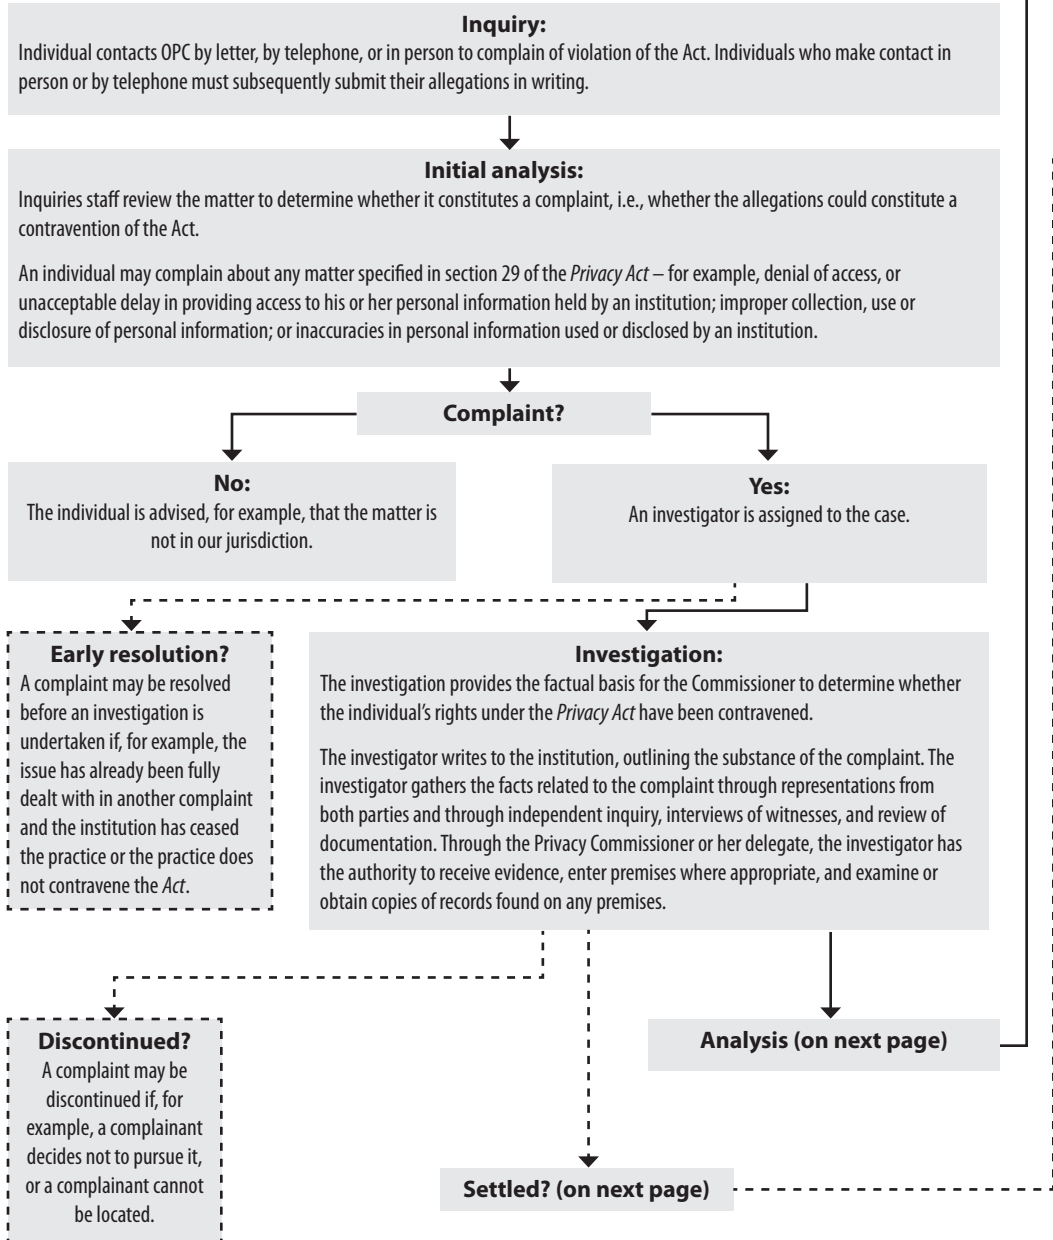 Inquiry:
Individual contacts OPC by letter, by telephone, or in person to complain of violation of the Act. Individuals who make contact in
person or by telephone must subsequently submit their allegations in writing.
Initial analysis:
Inquiries staff review the matter to determine whether it constitutes a complaint, i.e., whether the allegations could constitute a
contravention of the Act.
An individual may complain about any matter specified in section 29 of the Privacy Act – for example, denial of access, or
unacceptable delay in providing access to his or her personal information held by an institution; improper collection, use or
disclosure of personal information; or inaccuracies in personal information used or disclosed by an institution.
Complaint?
No:
The individual is advised, for example, that the matter is
not in our jurisdiction.
Yes:
An investigator is assigned to the case.
Early resolution?
A complaint may be resolved
before an investigation is
undertaken if, for example, the
issue has already been fully
dealt with in another complaint
and the institution has ceased
the practice or the practice does
not contravene the Act.
Investigation:
The investigation provides the factual basis for the Commissioner to determine whether
the individual's rights under the Privacy Act have been contravened.
The investigator writes to the institution, outlining the substance of the complaint. The
investigator gathers the facts related to the complaint through representations from
both parties and through independent inquiry, interviews of witnesses, and review of
documentation. Through the Privacy Commissioner or her delegate, the investigator has
the authority to receive evidence, enter premises where appropriate, and examine or
obtain copies of records found on any premises.
Discontinued?
A complaint may be
discontinued if, for
example, a complainant
decides not to pursue it,
or a complainant cannot
be located.
Analysis (on next page)
Settled? (on next page)